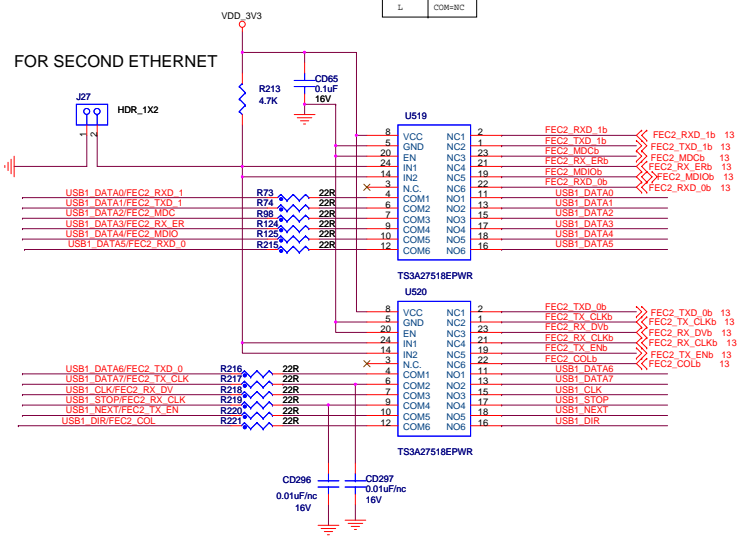 L COM=NC
VDD_3V3
FOR SECOND ETHERNET
J27
HDR_1X2
1 2
R213
4.7K
CD65
0.1uF
16V
U519
8 VCC NC1 2 FEC2_RXD_1b FEC2_RXD_1b 13
5 GND NC2 1 FEC2_TXD_1b FEC2_TXD_1b 13
20 EN NC3 23 FEC2_MDCb FEC2_MDCb 13
24 IN1 NC4 21 FEC2_RX_ERb FEC2_RX_ERb 13
14 IN2 NC5 19 FEC2_MDIOb FEC2_MDIOb 13
3 N.C. NC6 22 FEC2_RXD_0b FEC2_RXD_0b 13
USB1_DATA0/FEC2_RXD_1 R73 22R 4 COM1 NO1 11 USB1_DATA0
USB1_DATA1/FEC2_TXD_1 R74 22R 6 COM2 NO2 13 USB1_DATA1
USB1_DATA2/FEC2_MDC R98 22R 7 COM3 NO3 15 USB1_DATA2
USB1_DATA3/FEC2_RX_ER R124 22R 9 COM4 NO4 17 USB1_DATA3
USB1_DATA4/FEC2_MDIO R125 22R 10 COM5 NO5 18 USB1_DATA4
USB1_DATA5/FEC2_RXD_0 R215 22R 12 COM6 NO6 16 USB1_DATA5
TS3A27518EPWR
U520
8 VCC NC1 2 FEC2_TXD_0b FEC2_TXD_0b 13
5 GND NC2 1 FEC2_TX_CLKb FEC2_TX_CLKb 13
20 EN NC3 23 FEC2_RX_DVb FEC2_RX_DVb 13
24 IN1 NC4 21 FEC2_RX_CLKb FEC2_RX_CLKb 13
14 IN2 NC5 19 FEC2_TX_ENb FEC2_TX_ENb 13
3 N.C. NC6 22 FEC2_COLb FEC2_COLb 13
USB1_DATA6/FEC2_TXD_0 R216 22R 4 COM1 NO1 11 USB1_DATA6
USB1_DATA7/FEC2_TX_CLK R217 22R 6 COM2 NO2 13 USB1_DATA7
USB1_CLK/FEC2_RX_DV R218 22R 7 COM3 NO3 15 USB1_CLK
USB1_STOP/FEC2_RX_CLK R219 22R 9 COM4 NO4 17 USB1_STOP
USB1_NEXT/FEC2_TX_EN R220 22R 10 COM5 NO5 18 USB1_NEXT
USB1_DIR/FEC2_COL R221 22R 12 COM6 NO6 16 USB1_DIR
TS3A27518EPWR
CD296
0.01uF/nc
16V
CD297
0.01uF/nc
16V